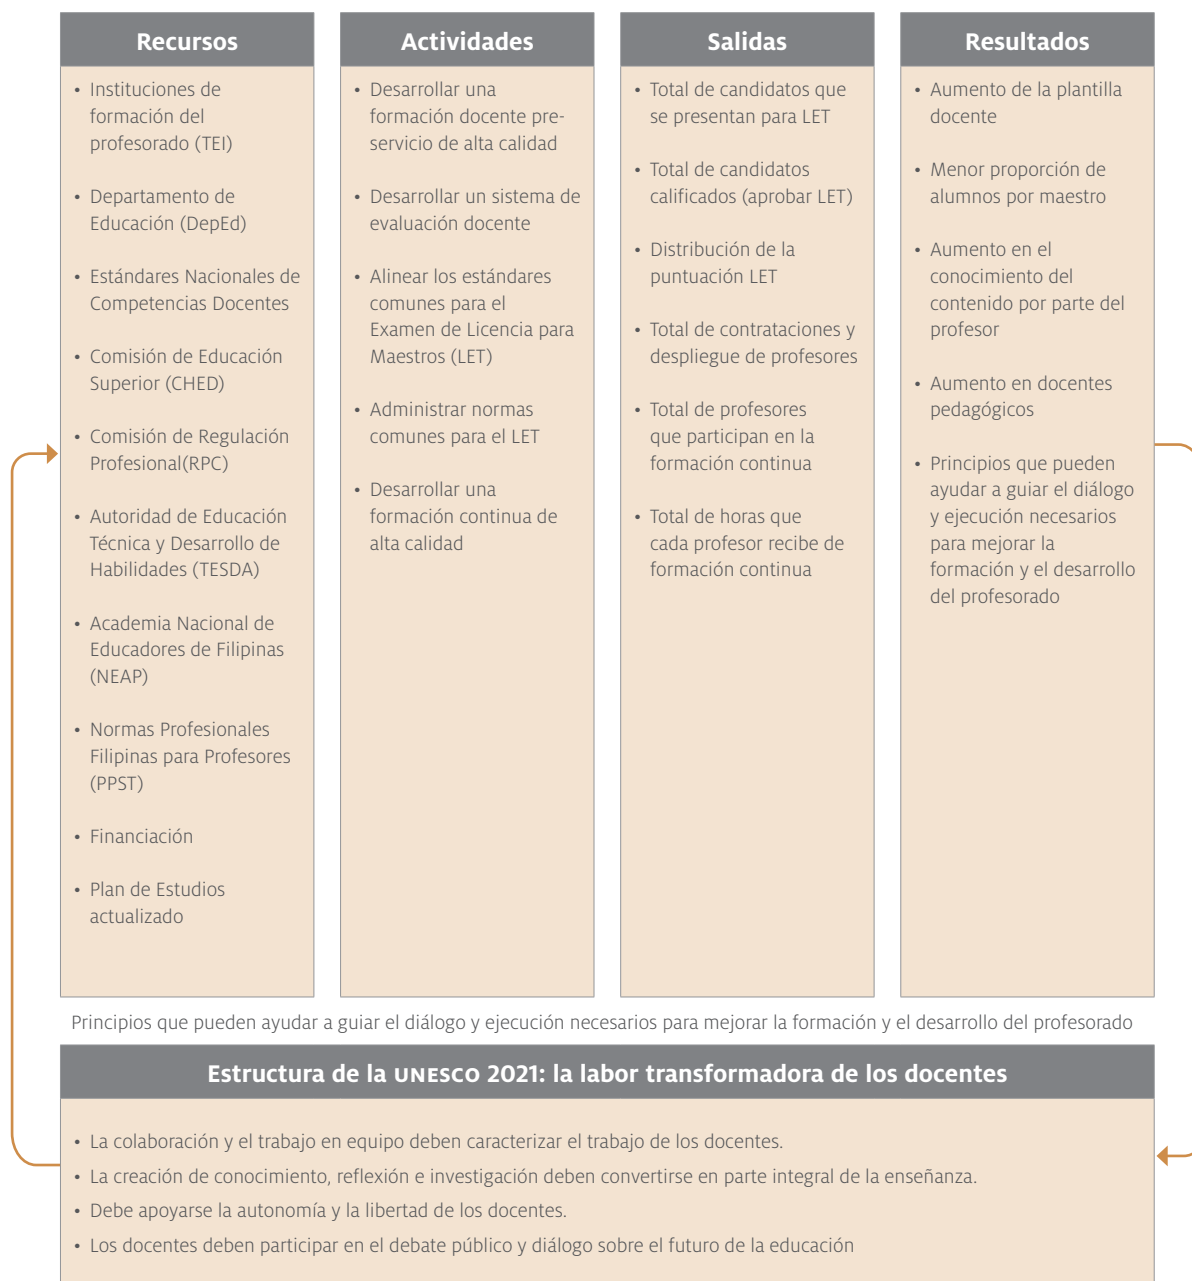 Recursos
• Instituciones de
formación del
profesorado (TEI)
• Departamento de
Educación (DepEd)
• Estándares Nacionales de
Competencias Docentes
• Comisión de Educación
Superior (CHED)
• Comisión de Regulación
Profesional(RPC)
• Autoridad de Educación
Técnica y Desarrollo de
Habilidades (TESDA)
• Academia Nacional de
Educadores de Filipinas
(NEAP)
• Normas Profesionales
Filipinas para Profesores
(PPST)
• Financiación
• Plan de Estudios
actualizado
Actividades
• Desarrollar una
formación docente pre-
servicio de alta calidad
• Desarrollar un sistema de
evaluación docente
• Alinear los estándares
comunes para el
Examen de Licencia para
Maestros (LET)
• Administrar normas
comunes para el LET
• Desarrollar una
formación continua de
alta calidad
Salidas
• Total de candidatos que
se presentan para LET
• Total de candidatos
calificados (aprobar LET)
• Distribución de la
puntuación LET
• Total de contrataciones y
despliegue de profesores
• Total de profesores
que participan en la
formación continua
• Total de horas que
cada profesor recibe de
formación continua
Resultados
• Aumento de la plantilla
docente
• Menor proporción de
alumnos por maestro
• Aumento en el
conocimiento del
contenido por parte del
profesor
• Aumento en docentes
pedagógicos
• Principios que pueden
ayudar a guiar el diálogo
y ejecución necesarios
para mejorar la
formación y el desarrollo
del profesorado
Principios que pueden ayudar a guiar el diálogo y ejecución necesarios para mejorar la formación y el desarrollo del profesorado
Estructura de la UNESCO 2021: la labor transformadora de los docentes
• La colaboración y el trabajo en equipo deben caracterizar el trabajo de los docentes.
• La creación de conocimiento, reflexión e investigación deben convertirse en parte integral de la enseñanza.
• Debe apoyarse la autonomía y la libertad de los docentes.
• Los docentes deben participar en el debate público y diálogo sobre el futuro de la educación